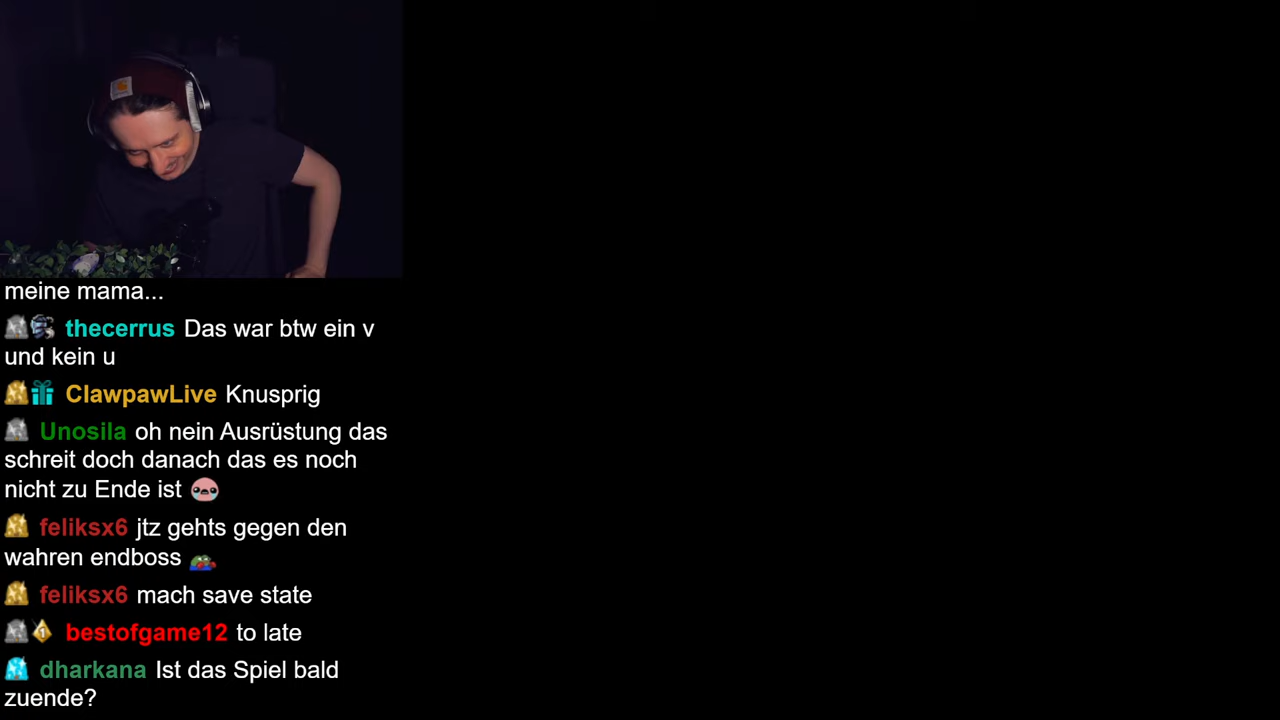 meine mama...
thecerrus Das war btw ein v
und kein u
ClawpawLive Knusprig
Unosila oh nein Ausrüstung das
schreit doch danach das es noch
nicht zu Ende ist
feliksx6 jtz gehts gegen den
wahren endboss
feliksx6 mach save state
bestofgame12 to late
dharkana Ist das Spiel bald
zuende?